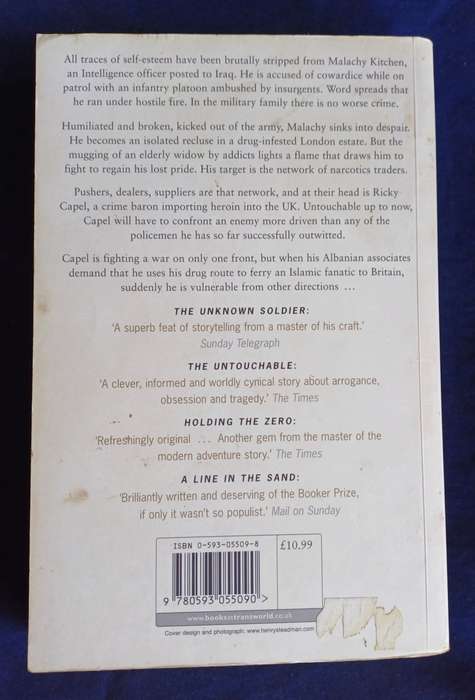 All traces of self-esteem have been brutally stripped from Malachy Kitchen,
an Intelligence officer posted to Iraq. He is accused of cowardice while on
patrol with an infantry platoon ambushed by insurgents. Word spreads that
he ran under hostile fire. In the military family there is no worse crime.
Humiliated and broken, kicked out of the army, Malachy sinks into despair.
He becomes an isolated recluse in a drug-infested London estate. But the
mugging of an elderly widow by addicts lights a flame that draws him to
fight to regain his lost pride. His target is the network of narcotics traders.
Pushers, dealers, suppliers are that network, and at their head is Ricky
Capel, a crime baron importing heroin into the UK. Untouchable up to now,
Capel will have to confront an enemy more driven than any of the
policemen he has so far successfully outwitted.
Capel is fighting a war on only one front, but when his Albanian associates
demand that he uses his drug route to ferry an Islamic fanatic to Britain,
suddenly he is vulnerable from other directions ...
THE UNKNOWN SOLDIER:
'A superb feat of storytelling from a master of his craft.'
Sunday Telegraph
THE UNTOUCHABLE:
'A clever, informed and worldly cynical story about arrogance,
obsession and tragedy.' The Times
HOLDING THE ZERO:
'Refreshingly original ... Another gem from the master of the
modern adventure story.' The Times
A LINE IN THE SAND:
'Brilliantly written and deserving of the Booker Prize,
if only it wasn't so populist.' Mail on Sunday
ISBN 0-593-05509-8
£10.99
9 780593 055090 >
www.booksattransworld.co.uk
Cover design and photograph: www.henrysteadman.com